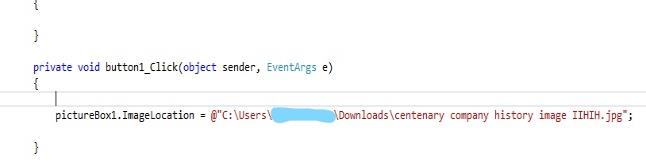 {
}
private void button1_Click(object sender, EventArgs e)
{
pictureBox1.ImageLocation = @"C:\Users\ \Downloads\centenary company history image IIHIH.jpg";
}